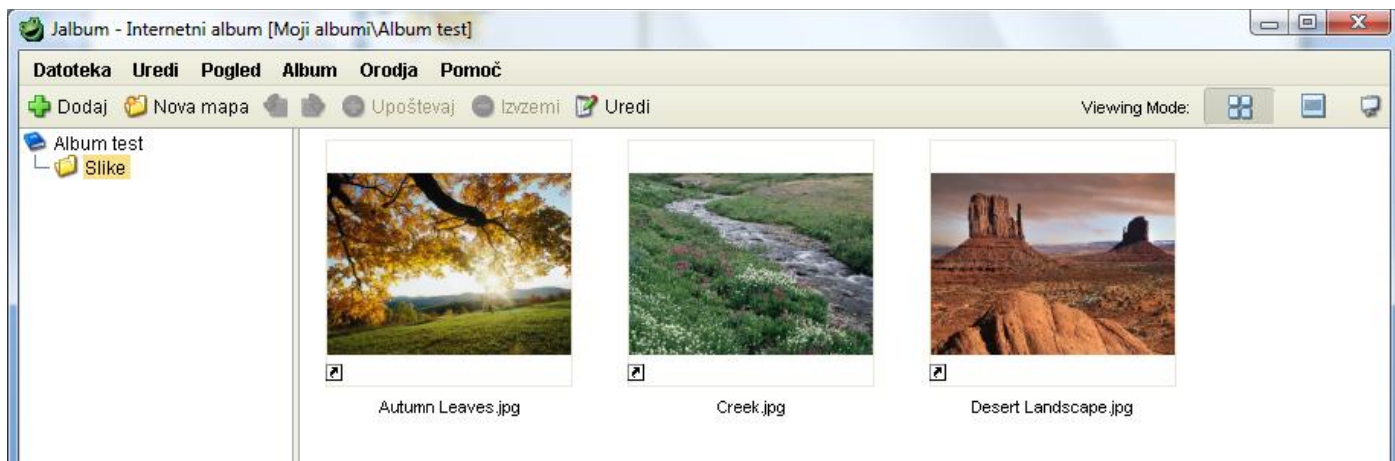 Jalbum - Internetni album [Moji albumi\Album test]
Datoteka Uredi Pogled Album Orodja Pomoč
Dodaj Nova mapa Upoštevaj Izvzemi Uredi Viewing Mode:
Album test
Slike
Autumn Leaves.jpg Creek.jpg Desert Landscape.jpg